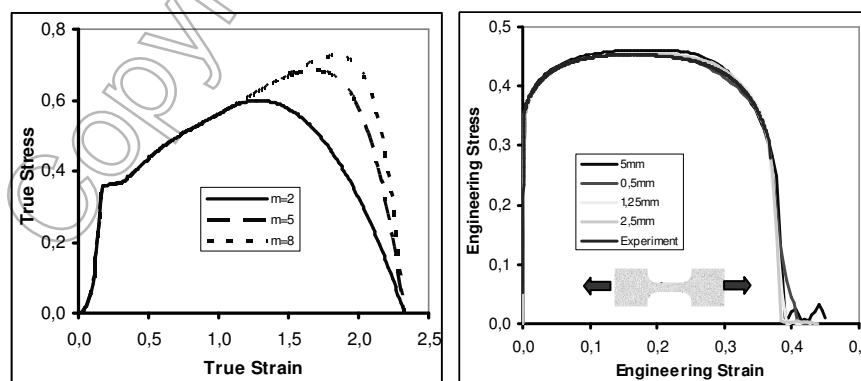 Copyri
0,8
0,6
0,4
0,2
0,0
0,0 0,5 1,0 1,5 2,0 2,5
True Stress
True Strain
m=2
m=5
m=8
0,5
0,4
0,3
0,2
0,1
0,0
0,0 0,1 0,2 0,3 0,4
Engineering Stress
Engineering Strain
5mm
0,5mm
1,25mm
2,5mm
Experiment